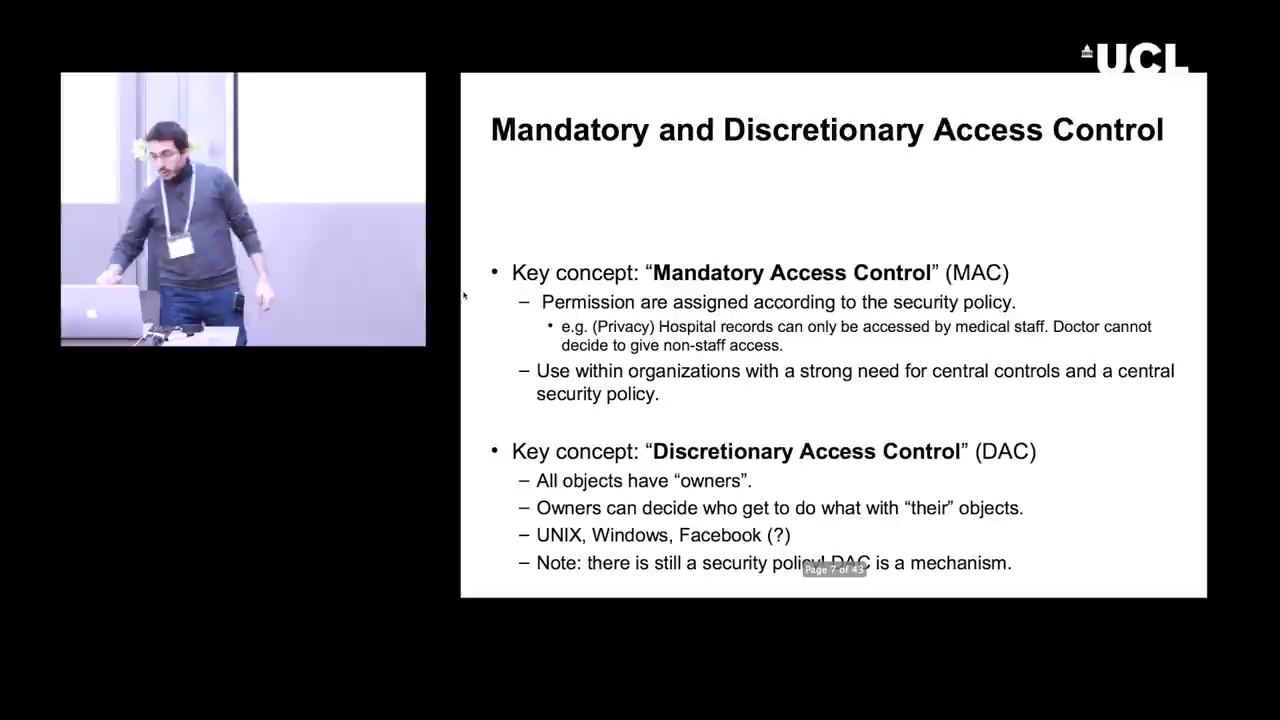 UCL
Mandatory and Discretionary Access Control
• Key concept: “Mandatory Access Control” (MAC)
– Permission are assigned according to the security policy.
• e.g. (Privacy) Hospital records can only be accessed by medical staff. Doctor cannot
decide to give non-staff access.
– Use within organizations with a strong need for central controls and a central
security policy.
• Key concept: “Discretionary Access Control” (DAC)
– All objects have “owners”.
– Owners can decide who get to do what with “their” objects.
– UNIX, Windows, Facebook (?)
– Note: there is still a security policy! DAC is a mechanism.
Page 7 of 43